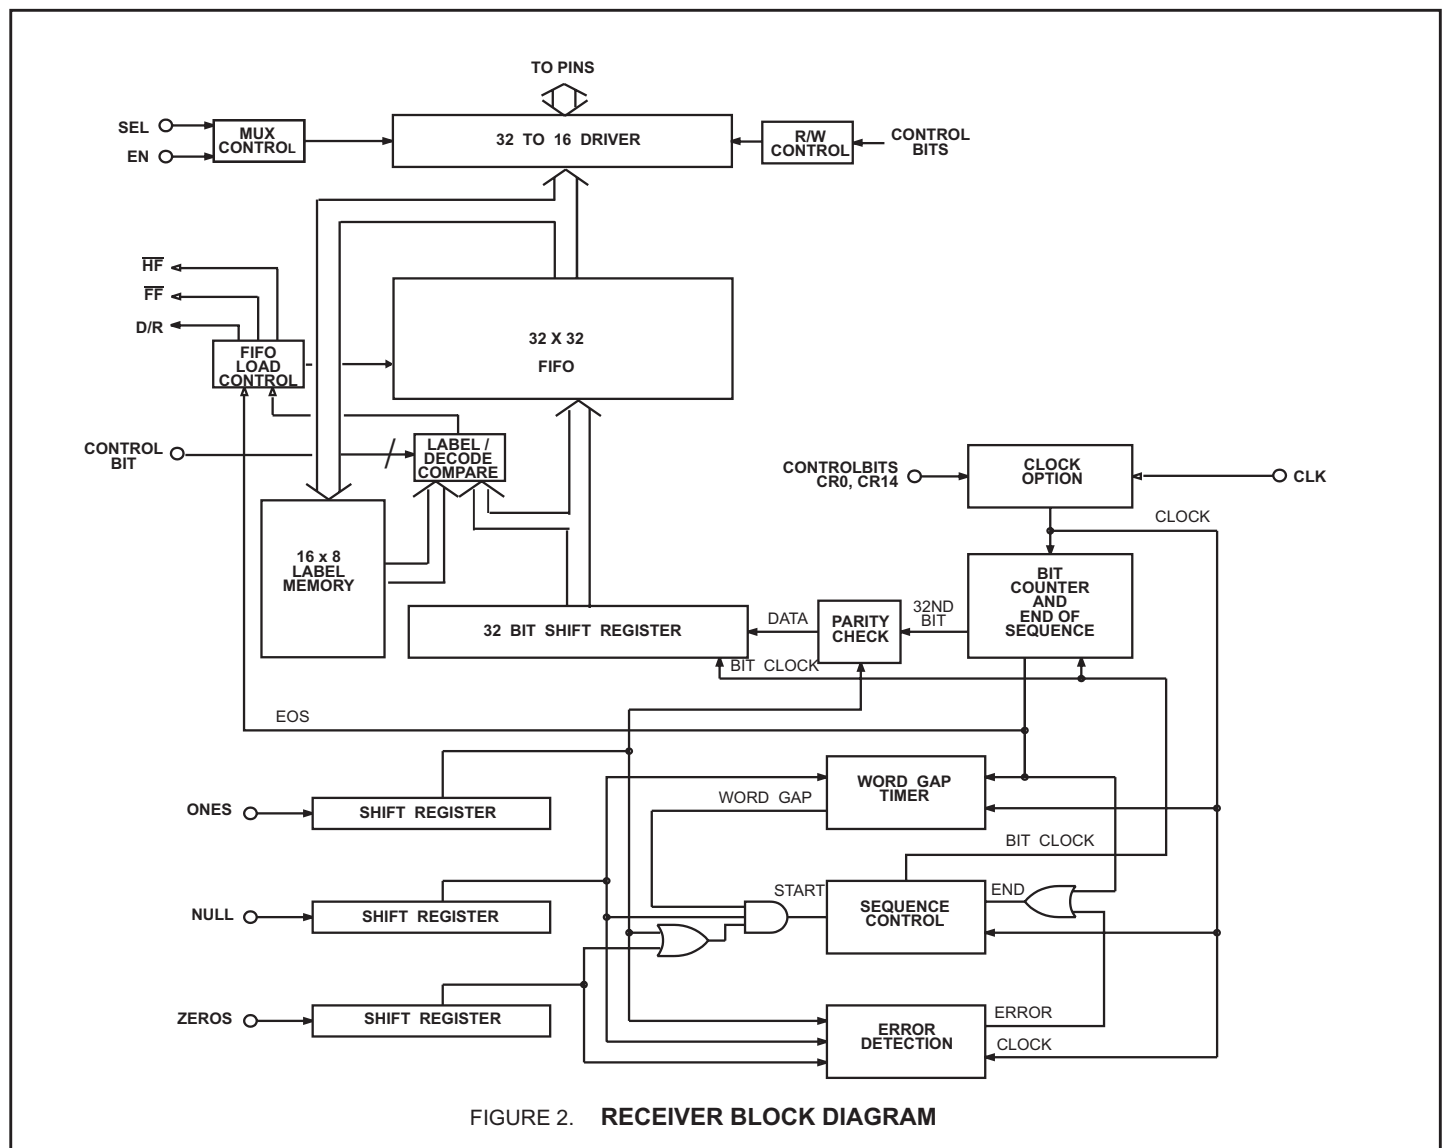 TO PINS
SEL
EN
MUX
CONTROL
32 TO 16 DRIVER
R/W
CONTROL
CONTROL
BITS
HF
FF
D/R
FIFO
LOAD
CONTROL
32 X 32
FIFO
CONTROL
BIT
LABEL /
DECODE
COMPARE
CONTROLBITS
CR0, CR14
CLOCK
OPTION
CLK
CLOCK
16 x 8
LABEL
MEMORY
BIT
COUNTER
AND
END OF
SEQUENCE
32 BIT SHIFT REGISTER
DATA
PARITY
CHECK
32ND
BIT
BIT CLOCK
EOS
ONES
SHIFT REGISTER
WORD GAP
WORD GAP
TIMER
BIT CLOCK
NULL
SHIFT REGISTER
START
SEQUENCE
CONTROL
END
ZEROS
SHIFT REGISTER
ERROR
DETECTION
ERROR
CLOCK
FIGURE 2. RECEIVER BLOCK DIAGRAM